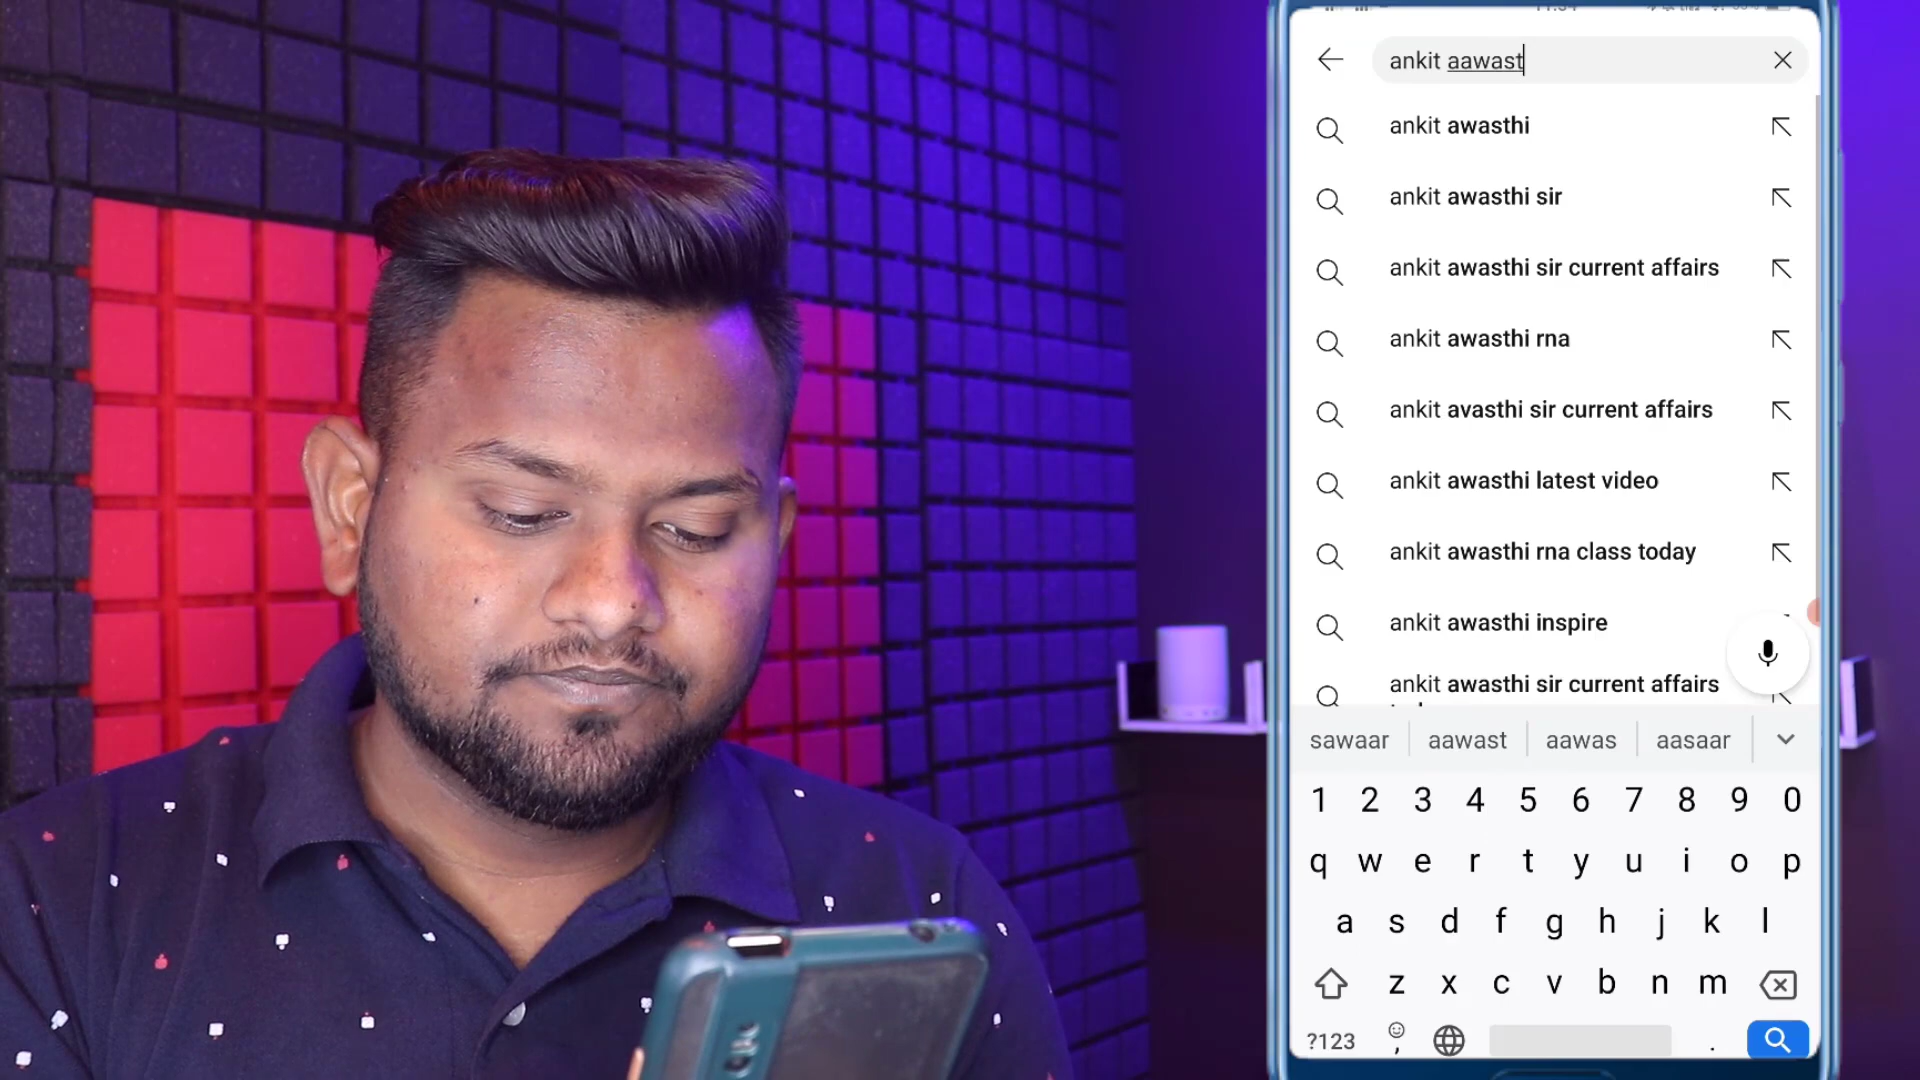 ankit aawast
ankit awasthi
ankit awasthi sir
ankit awasthi sir current affairs
ankit awasthi rna
ankit avasthi sir current affairs
ankit awasthi latest video
ankit awasthi rna class today
ankit awasthi inspire
ankit awasthi sir current affairs
sawaar aawast aawas aasaar
1 2 3 4 5 6 7 8 9 0
q w e r t y u i o p
a s d f g h j k l
z x c v b n m
?123 , .